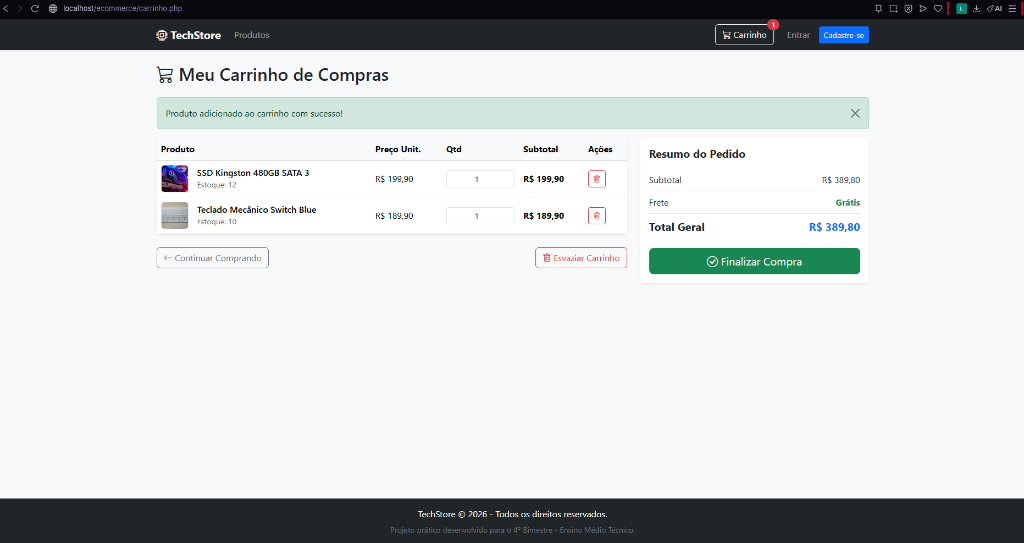 localhost/ecommerce/carrinho.php
L
AI
TechStore Produtos Carrinho 1 Entrar Cadastre-se
Meu Carrinho de Compras
Produto adicionado ao carrinho com sucesso!
Produto Preço Unit. Qtd Subtotal Ações
SSD Kingston 480GB SATA 3
Estoque: 12
R$ 199,90 1 R$ 199,90
Teclado Mecânico Switch Blue
Estoque: 10
R$ 189,90 1 R$ 189,90
← Continuar Comprando Esvaziar Carrinho
Resumo do Pedido
Subtotal R$ 389,80
Frete Grátis
Total Geral R$ 389,80
Finalizar Compra
TechStore © 2026 - Todos os direitos reservados.
Projeto prático desenvolvido para o 4º Bimestre - Ensino Médio Técnico.